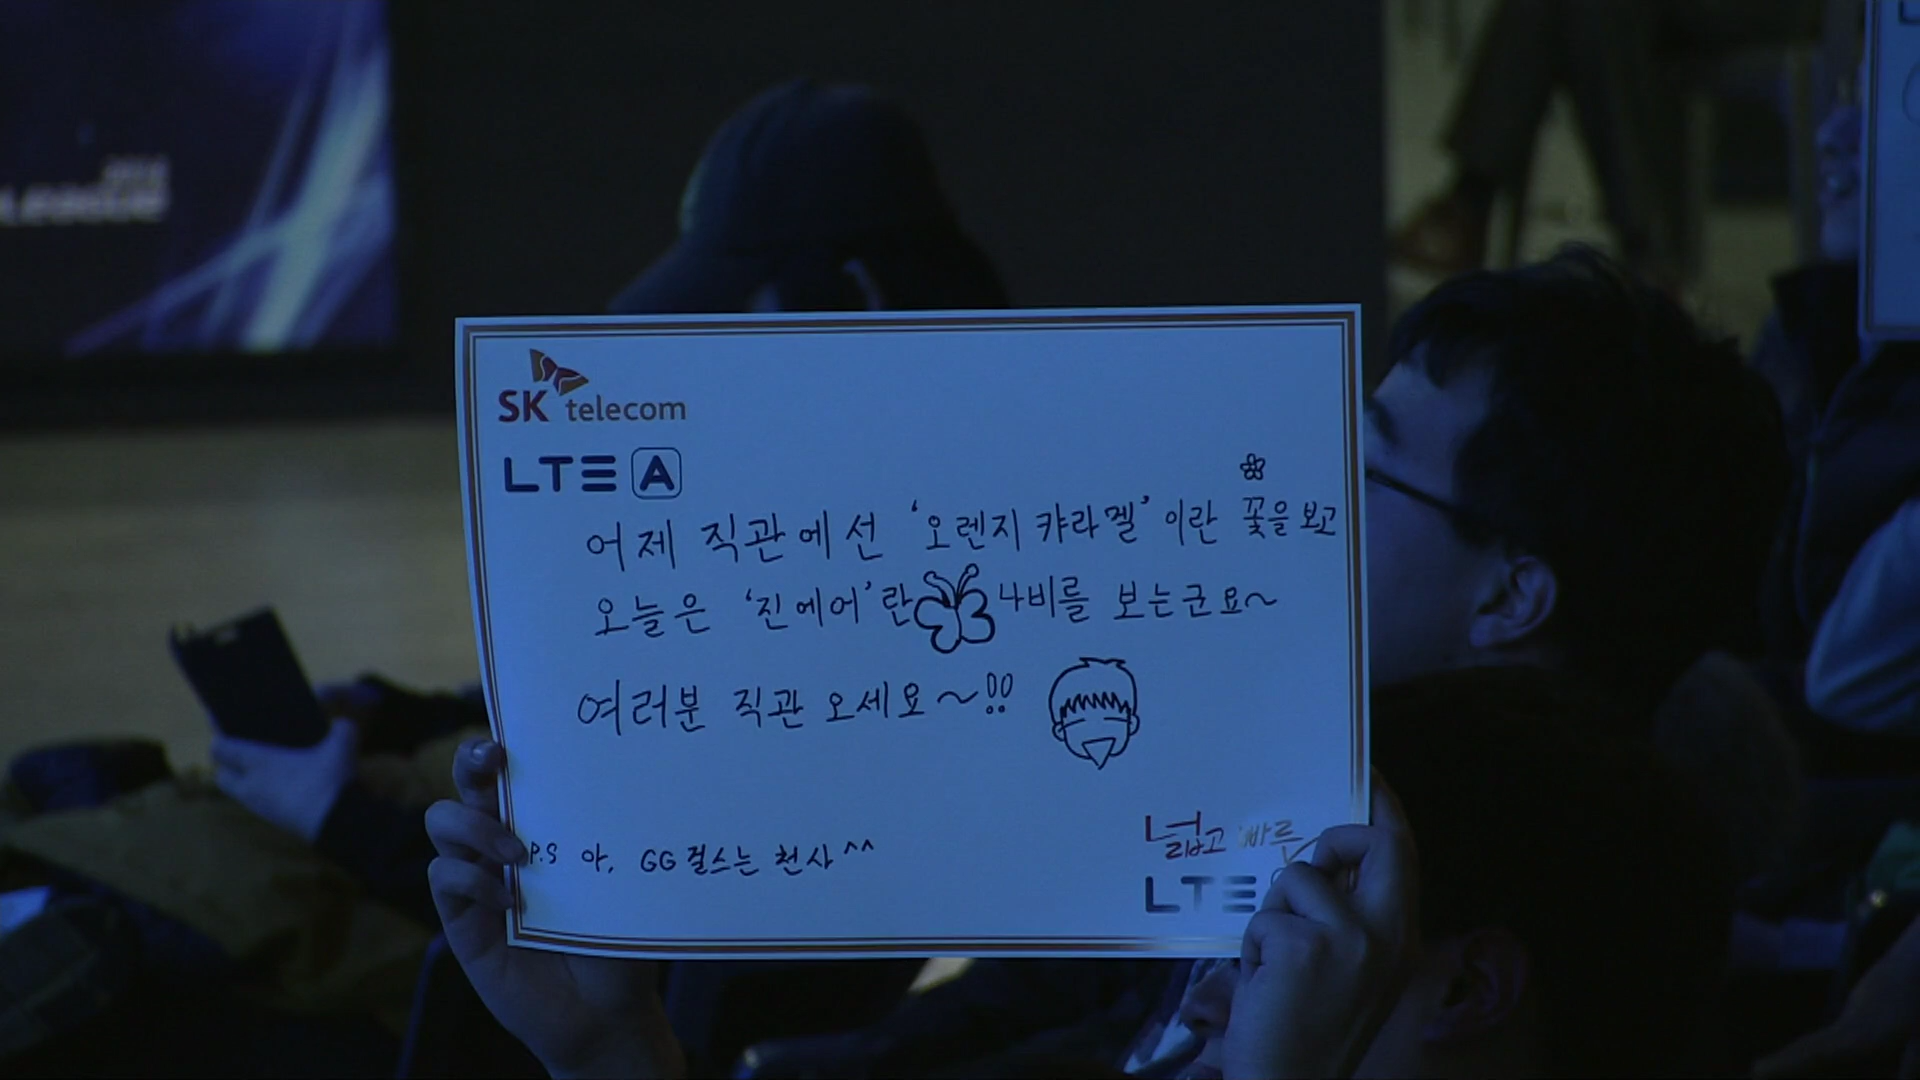 SK telecom
LTE A
어제 직관에선 '오렌지 캬라멜'이란 꽃을 보고
오늘은 '진에어'란 나비를 보는군요~
여러분 직관 오세요~!!
P.S 아, GG걸스는 천사^^
넓고 빠른
LTE